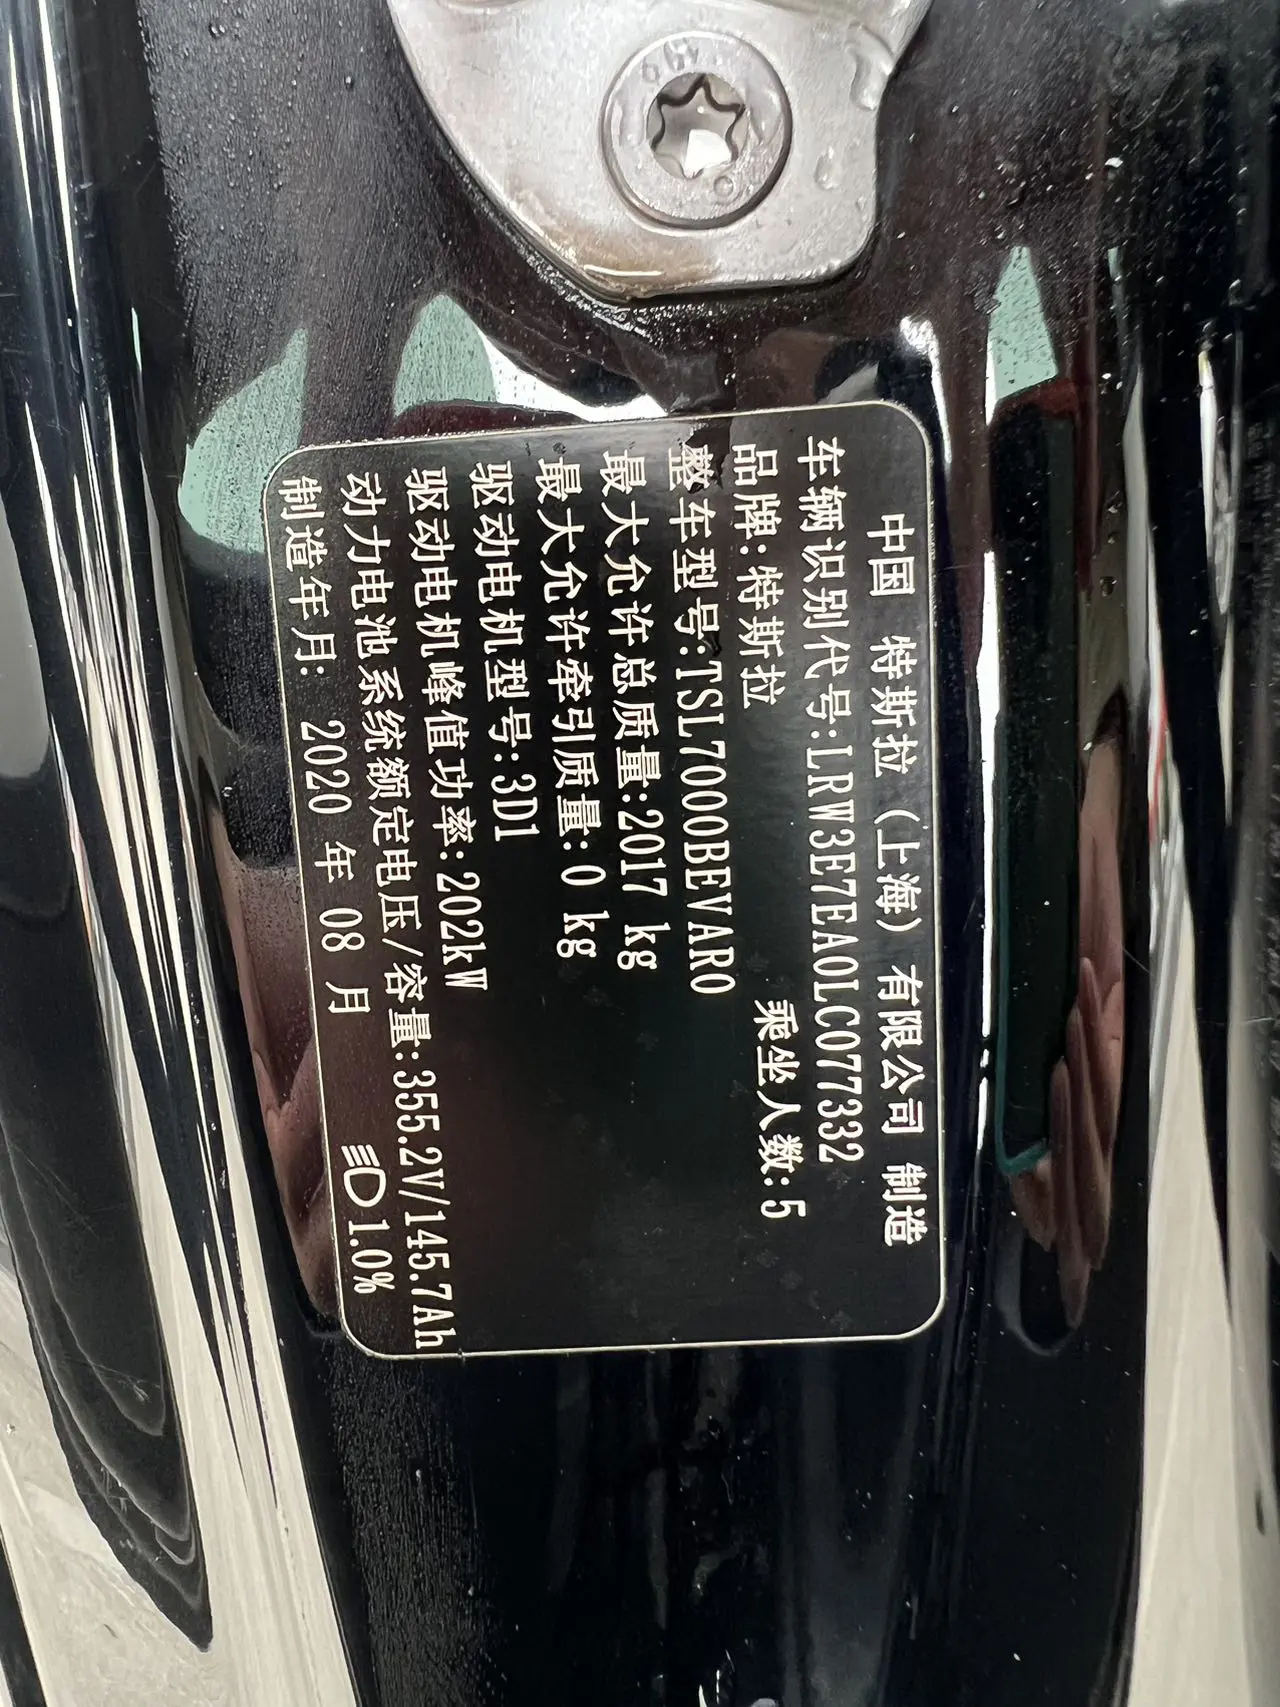 中国 特斯拉 (上海) 有限公司 制造
车辆识别代号:LRW3E7EA0LC077332
品牌:特斯拉 乘坐人数:5
整车型号:TSL7000BEVAR0
最大允许总质量:2017 kg
最大允许牵引质量: 0 kg
驱动电机型号:3D1
驱动电机峰值功率:202kW
动力电池系统额定电压/容量:355.2V/145.7Ah
制造年月: 2020 年 08 月 1.0%